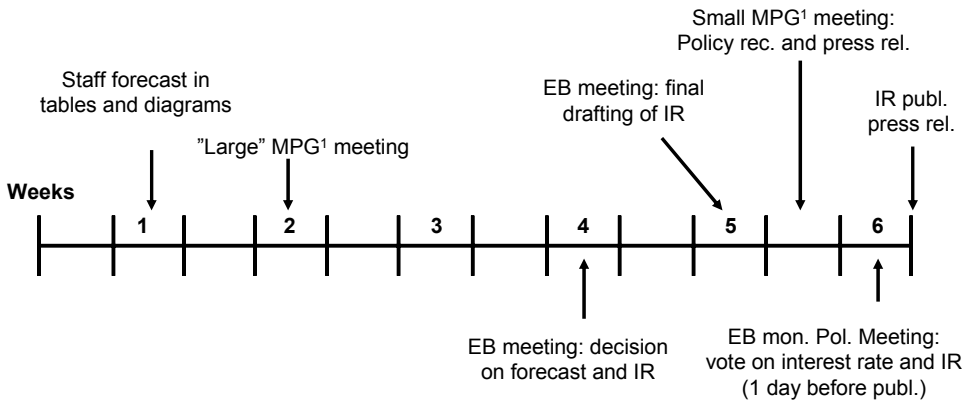 Small MPG¹ meeting:
Policy rec. and press rel.
Staff forecast in
tables and diagrams
EB meeting: final
drafting of IR
IR publ.
press rel.
”Large” MPG¹ meeting
Weeks
1 2 3 4 5 6
EB meeting: decision
on forecast and IR
EB mon. Pol. Meeting:
vote on interest rate and IR
(1 day before publ.)